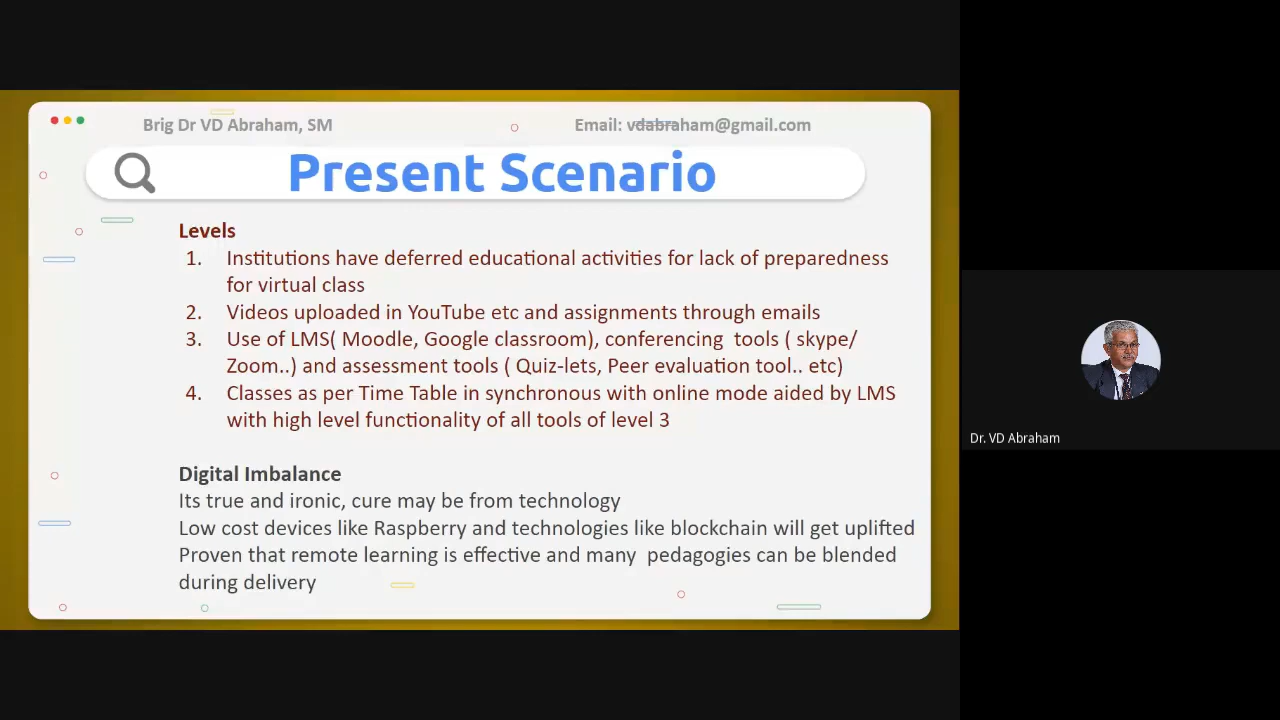 Brig Dr VD Abraham, SM
Email: vdabraham@gmail.com
Present Scenario
Levels
1. Institutions have deferred educational activities for lack of preparedness
for virtual class
2. Videos uploaded in YouTube etc and assignments through emails
3. Use of LMS( Moodle, Google classroom), conferencing tools ( skype/
Zoom..) and assessment tools ( Quiz-lets, Peer evaluation tool.. etc)
4. Classes as per Time Table in synchronous with online mode aided by LMS
with high level functionality of all tools of level 3
Digital Imbalance
Its true and ironic, cure may be from technology
Low cost devices like Raspberry and technologies like blockchain will get uplifted
Proven that remote learning is effective and many pedagogies can be blended
during delivery
Dr. VD Abraham